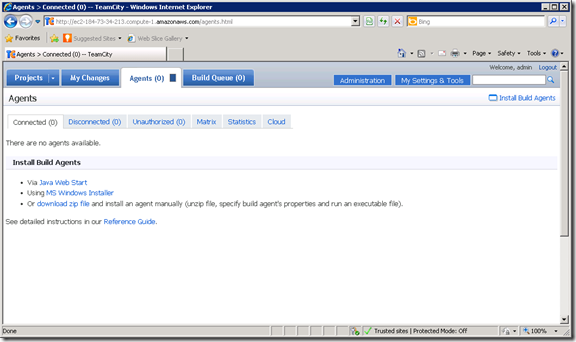 Agents > Connected (0) -- TeamCity - Windows Internet Explorer
http://ec2-184-73-34-213.compute-1.amazonaws.com/agents.html
Bing
Favorites Suggested Sites Web Slice Gallery
Agents > Connected (0) -- TeamCity
Page Safety Tools
Welcome, admin Logout
Projects My Changes Agents (0) Build Queue (0)
Administration My Settings & Tools
Agents Install Build Agents
Connected (0) Disconnected (0) Unauthorized (0) Matrix Statistics Cloud
There are no agents available.
Install Build Agents
Via Java Web Start
Using MS Windows Installer
Or download zip file and install an agent manually (unzip file, specify build agent's properties and run an executable file).
See detailed instructions in our Reference Guide.
Done Trusted sites | Protected Mode: Off 100%